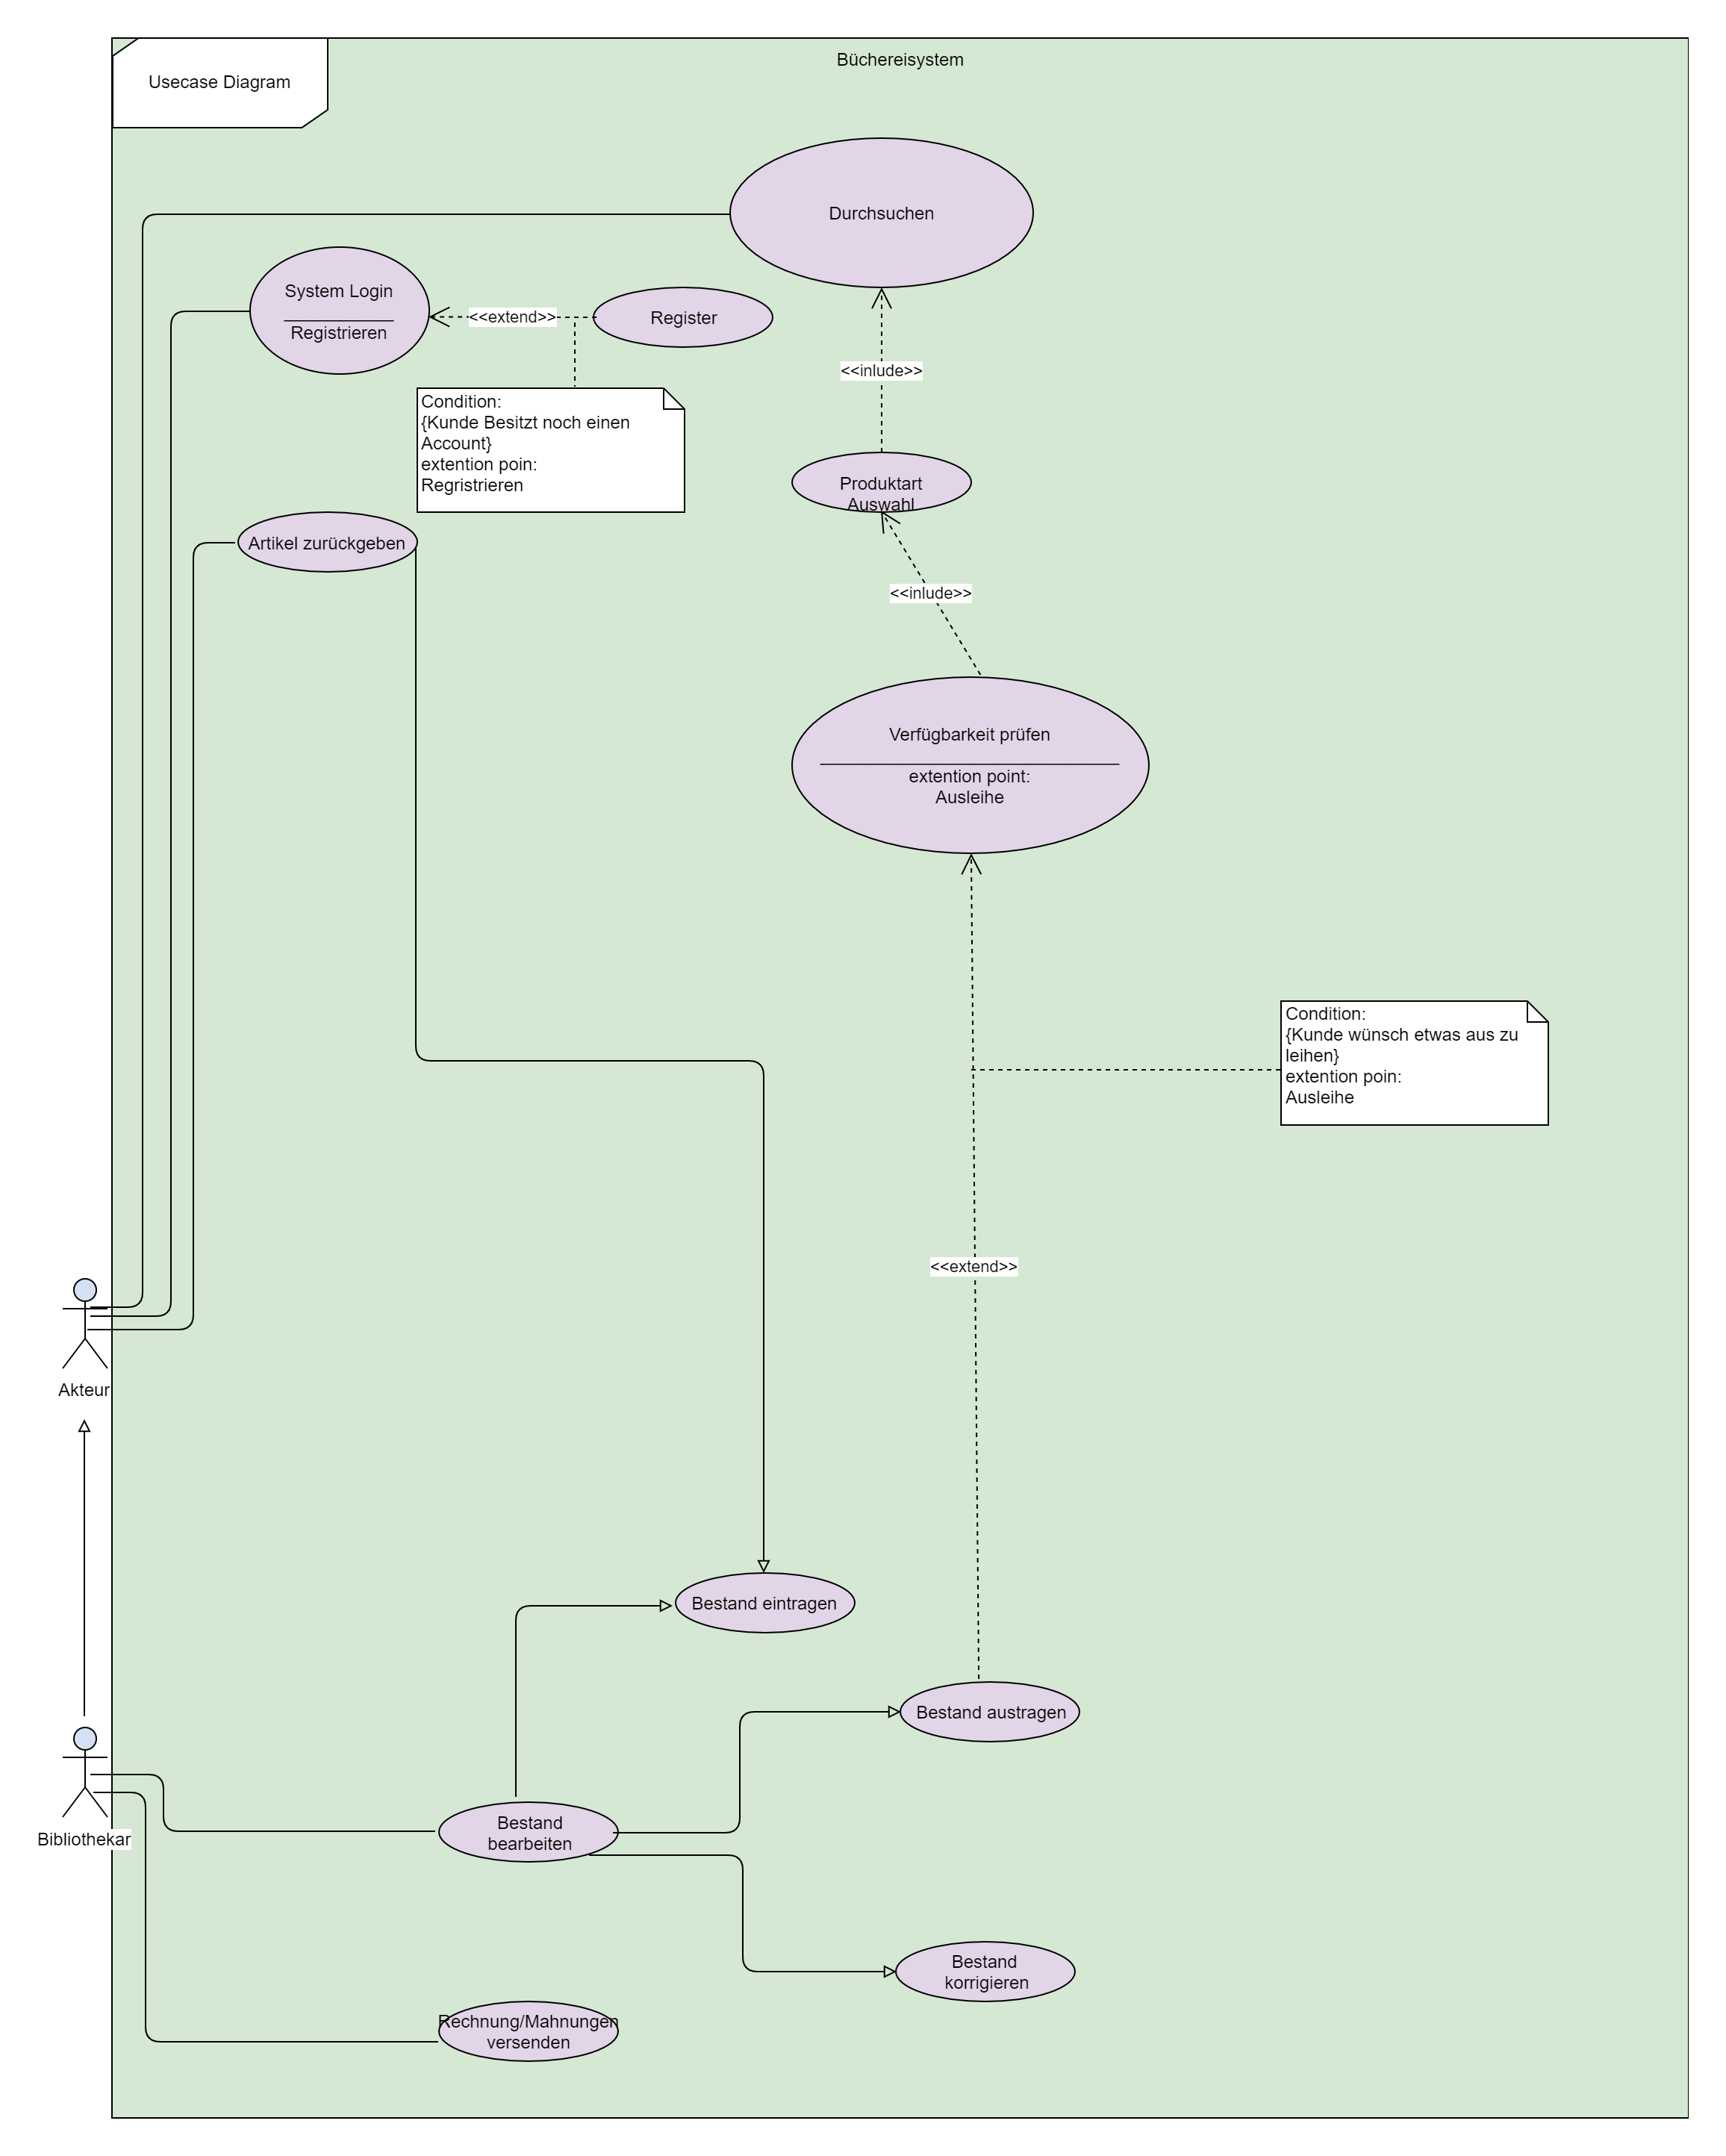 Büchereisystem
Usecase Diagram
Durchsuchen
System Login
Registrieren
<<extend>>
Register
<<inlude>>
Condition:
{Kunde Besitzt noch einen
Account}
extention poin:
Regristrieren
Produktart
Auswahl
Artikel zurückgeben
<<inlude>>
Verfügbarkeit prüfen
extention point:
Ausleihe
Condition:
{Kunde wünsch etwas aus zu
leihen}
extention poin:
Ausleihe
<<extend>>
Akteur
Bestand eintragen
Bestand austragen
Bibliothekar
Bestand
bearbeiten
Bestand
korrigieren
Rechnung/Mahnungen
versenden